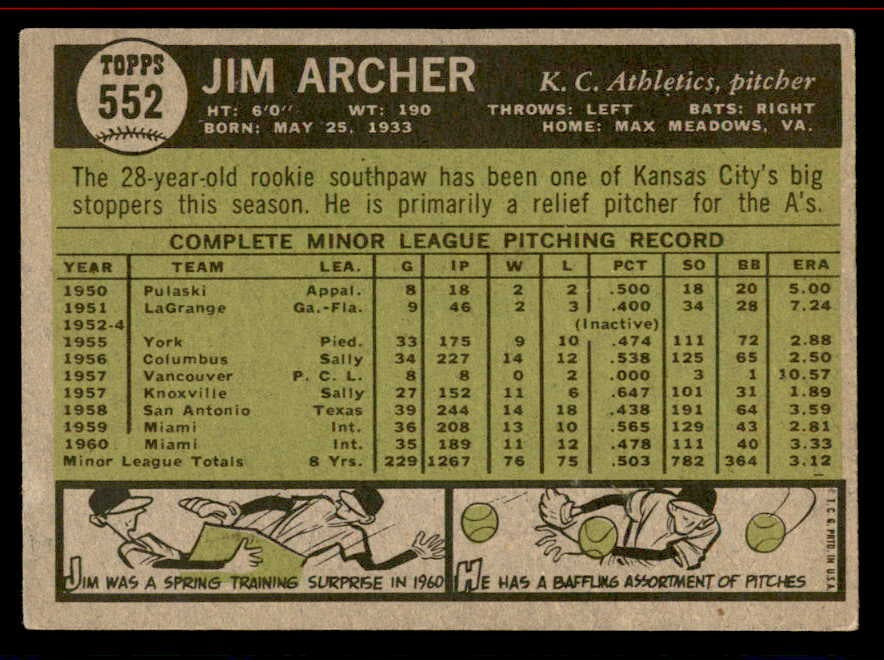 TOPPS
552
JIM ARCHER
K. C. Athletics, pitcher
HT: 6'0" WT: 190 THROWS: LEFT BATS: RIGHT
BORN: MAY 25, 1933 HOME: MAX MEADOWS, VA.
The 28-year-old rookie southpaw has been one of Kansas City's big
stoppers this season. He is primarily a relief pitcher for the A's.
COMPLETE MINOR LEAGUE PITCHING RECORD
YEAR TEAM LEA. G IP W L PCT SO BB ERA
1950 Pulaski Appal. 8 18 2 2 .500 18 20 5.00
1951 LaGrange Ga.-Fla. 9 46 2 3 .400 34 28 7.24
1952-4 (Inactive)
1955 York Pied. 33 175 9 10 .474 111 72 2.88
1956 Columbus Sally 34 227 14 12 .538 125 65 2.50
1957 Vancouver P. C. L. 8 8 0 2 .000 3 1 10.57
1957 Knoxville Sally 27 152 11 6 .647 101 31 1.89
1958 San Antonio Texas 39 244 14 18 .438 191 64 3.59
1959 Miami Int. 36 208 13 10 .565 129 43 2.81
1960 Miami Int. 35 189 11 12 .478 111 40 3.33
Minor League Totals 8 Yrs. 229 1267 76 75 .503 782 364 3.12
JIM WAS A SPRING TRAINING SURPRISE IN 1960
HE HAS A BAFFLING ASSORTMENT OF PITCHES
T. C. G. PRTD. IN U.S.A.